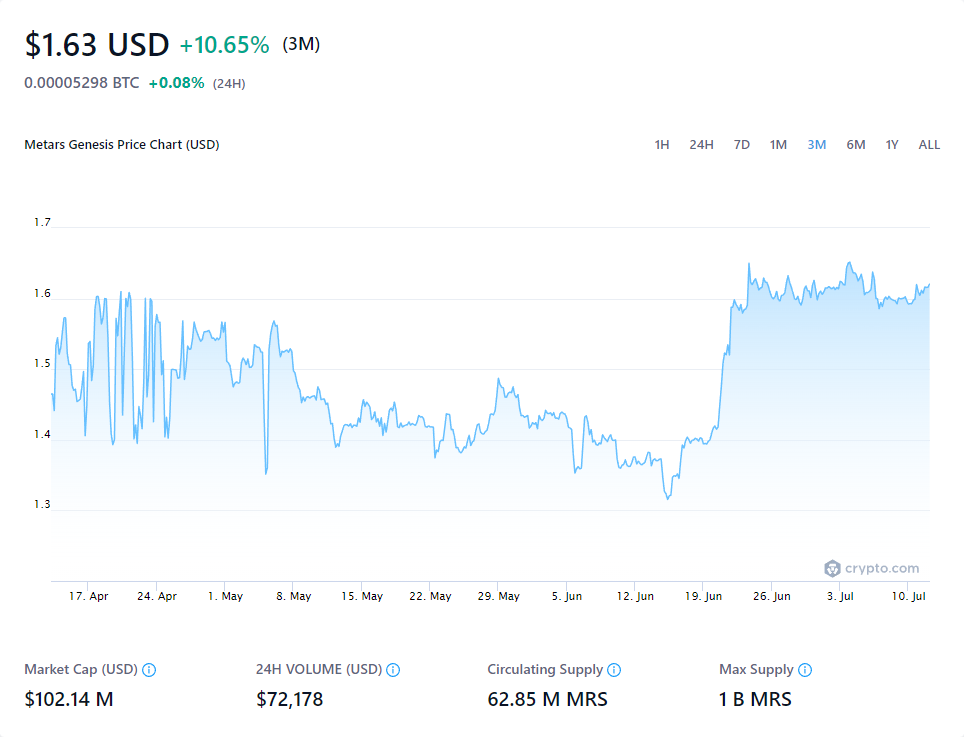 $1.63 USD +10.65% (3M)
0.00005298 BTC +0.08% (24H)
Metars Genesis Price Chart (USD) 1H 24H 7D 1M 3M 6M 1Y ALL
1.7
1.6
1.5
1.4
1.3
crypto.com
17. Apr 24. Apr 1. May 8. May 15. May 22. May 29. May 5. Jun 12. Jun 19. Jun 26. Jun 3. Jul 10. Jul
Market Cap (USD) 24H VOLUME (USD) Circulating Supply Max Supply
$102.14 M $72,178 62.85 M MRS 1 B MRS